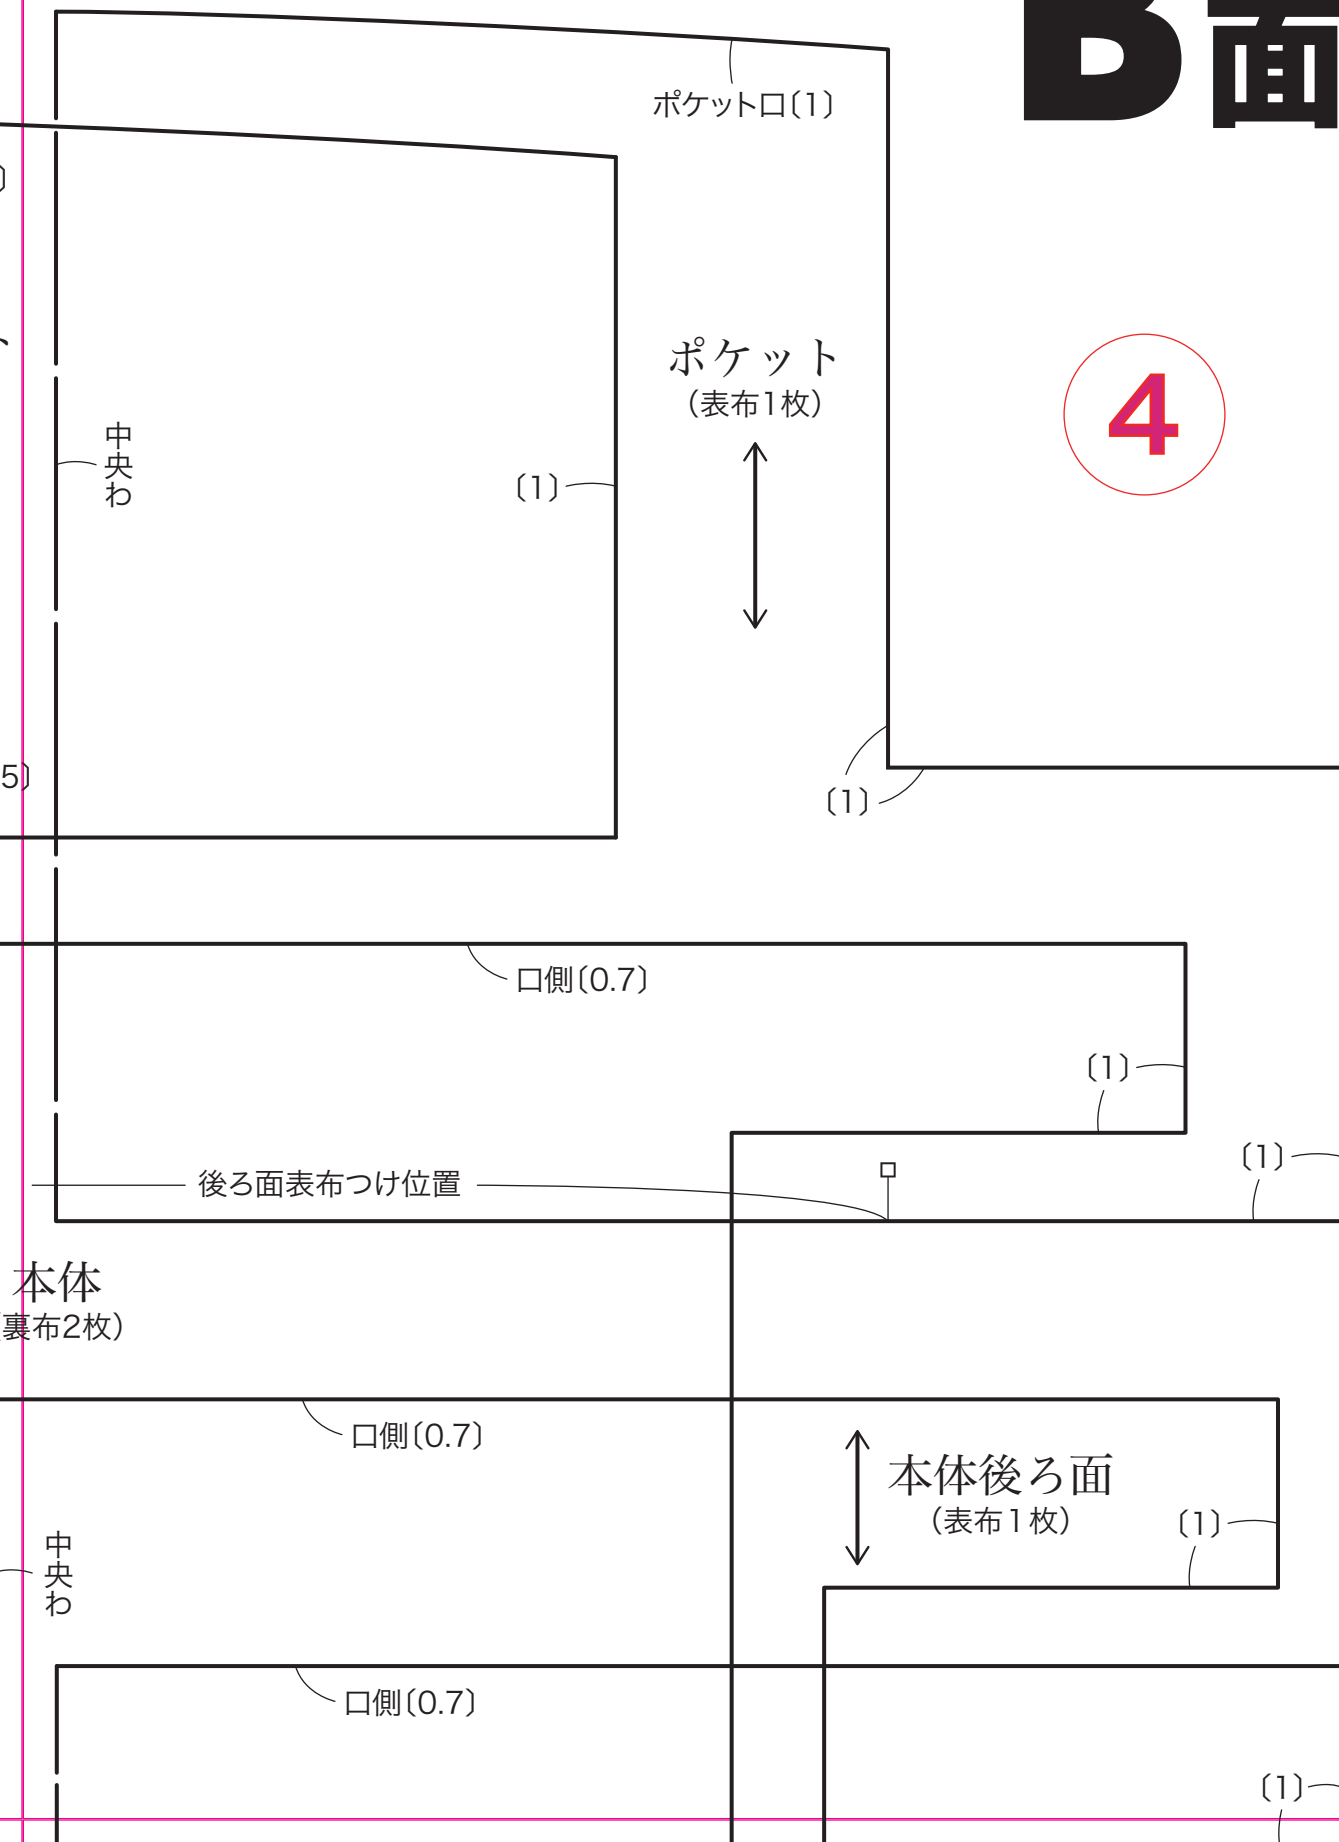 B面
ポケット口〔1〕
〕
ト
ポケット
（表布1枚）
4
中央わ
〔1〕
5〕
〔1〕
口側〔0.7〕
〔1〕
〔1〕
後ろ面表布つけ位置
本体
（裏布2枚）
口側〔0.7〕
本体後ろ面
（表布1枚）
〔1〕
中央わ
口側〔0.7〕
〔1〕